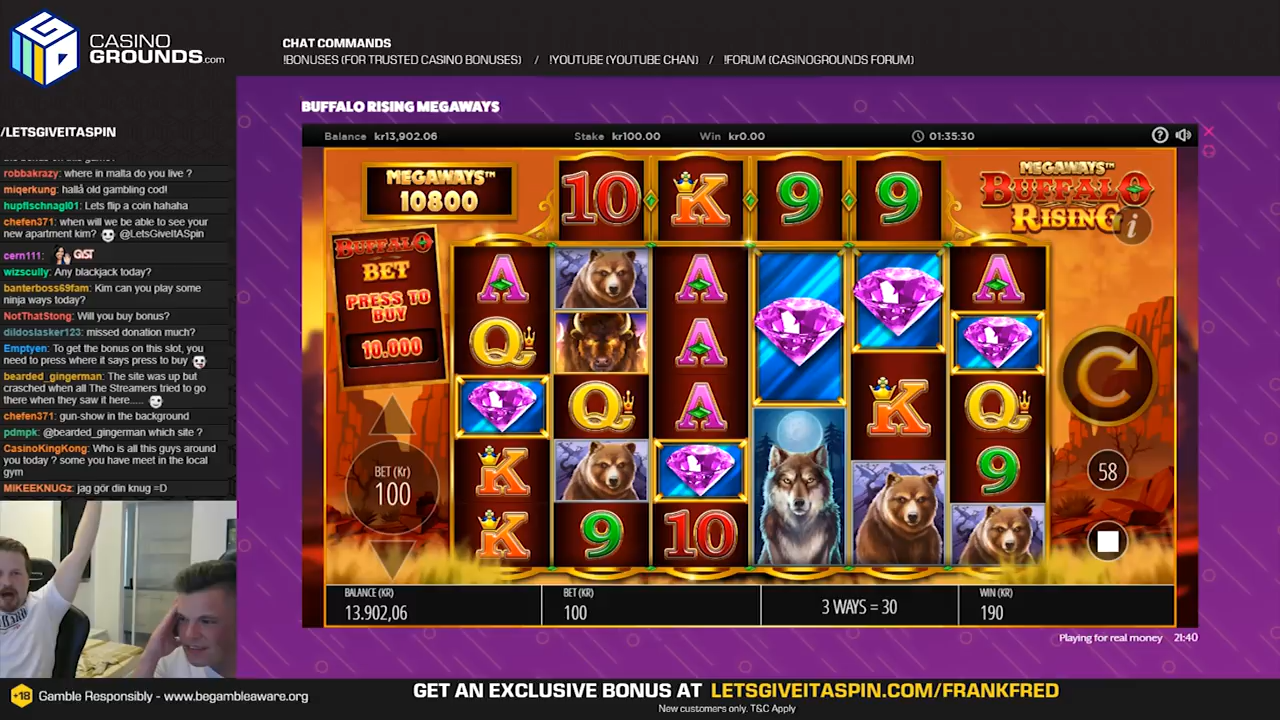 CASINO
GROUNDS.com
CHAT COMMANDS
!BONUSES (FOR TRUSTED CASINO BONUSES) / !YOUTUBE (YOUTUBE CHAN) / !FORUM (CASINOGROUNDS FORUM)
/LETSGIVEITASPIN
robbakrazy: where in malta do you live ?
miqerkung: hallå old gambling cod!
hupfischnagl01: Lets flip a coin hahaha
chefen371: when will we be able to see your
new apartment kim? @LetsGiveItASpin
cern111: GIST
wizscully: Any blackjack today?
banterboss69fam: Kim can you play some
ninja ways today?
NotThatStong: Will you buy bonus?
dildoslasker123: missed donation much?
Emptyen: To get the bonus on this slot, you
need to press where it says press to buy
bearded_gingerman: The site was up but
crasched when all The Streamers tried to go
there when they saw it here.....
chefen371: gun-show in the background
pdmpk: @bearded_gingerman which site ?
CasinoKingKong: Who is all this guys around
you today ? some you have meet in the local
gym
MIKEEKNUGz: jag gör din knug =D
BUFFALO RISING MEGAWAYS
Balance kr13,902.06 Stake kr100.00 Win kr0.00 01:35:30
MEGAWAYS™
10800
10 K 9 9
MEGAWAYS™
BUFFALO
RISING
i
BUFFALO
BET
PRESS TO
BUY
10.000
A A A
Q A
Q A K Q
K 9
K 9 10
BET (Kr)
100
58
BALANCE (KR)
13.902,06
BET (KR)
100
3 WAYS = 30
WIN (KR)
190
Playing for real money 21:40
+18 Gamble Responsibly - www.begambleaware.org
GET AN EXCLUSIVE BONUS AT LETSGIVEITASPIN.COM/FRANKFRED
New customers only. T&C Apply